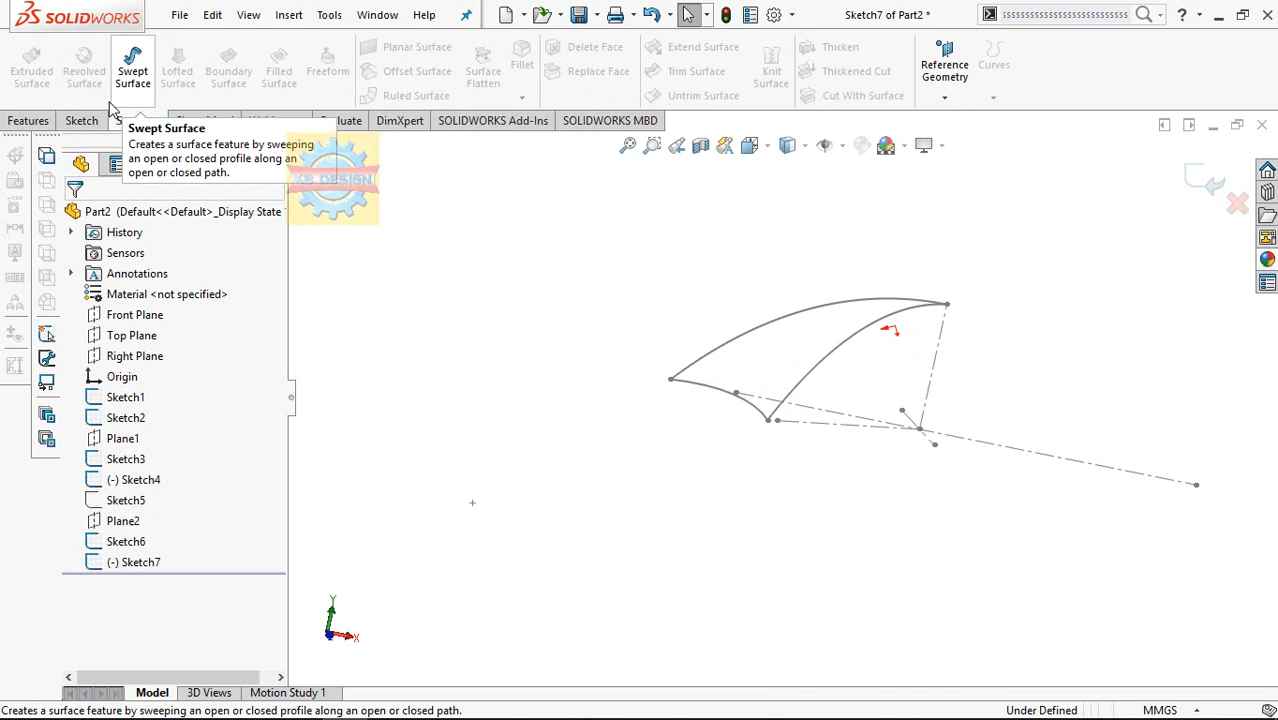 DS SOLIDWORKS File Edit View Insert Tools Window Help Sketch7 of Part2 * ?
Extruded Surface Revolved Surface Swept Surface Lofted Surface Boundary Surface Filled Surface Freeform
Planar Surface
Offset Surface
Ruled Surface
Surface Flatten
Fillet
Delete Face
Replace Face
Extend Surface
Trim Surface
Untrim Surface
Knit Surface
Thicken
Thickened Cut
Cut With Surface
Reference Geometry
Curves
Features Sketch DimXpert SOLIDWORKS Add-Ins SOLIDWORKS MBD
Swept Surface
Creates a surface feature by sweeping
an open or closed profile along an
open or closed path.
KB DESIGN
Part2 (Default<<Default>_Display State
History
Sensors
Annotations
Material <not specified>
Front Plane
Top Plane
Right Plane
Origin
Sketch1
Sketch2
Plane1
Sketch3
(-) Sketch4
Sketch5
Plane2
Sketch6
(-) Sketch7
Y
X
Model 3D Views Motion Study 1
Creates a surface feature by sweeping an open or closed profile along an open or closed path. Under Defined MMGS